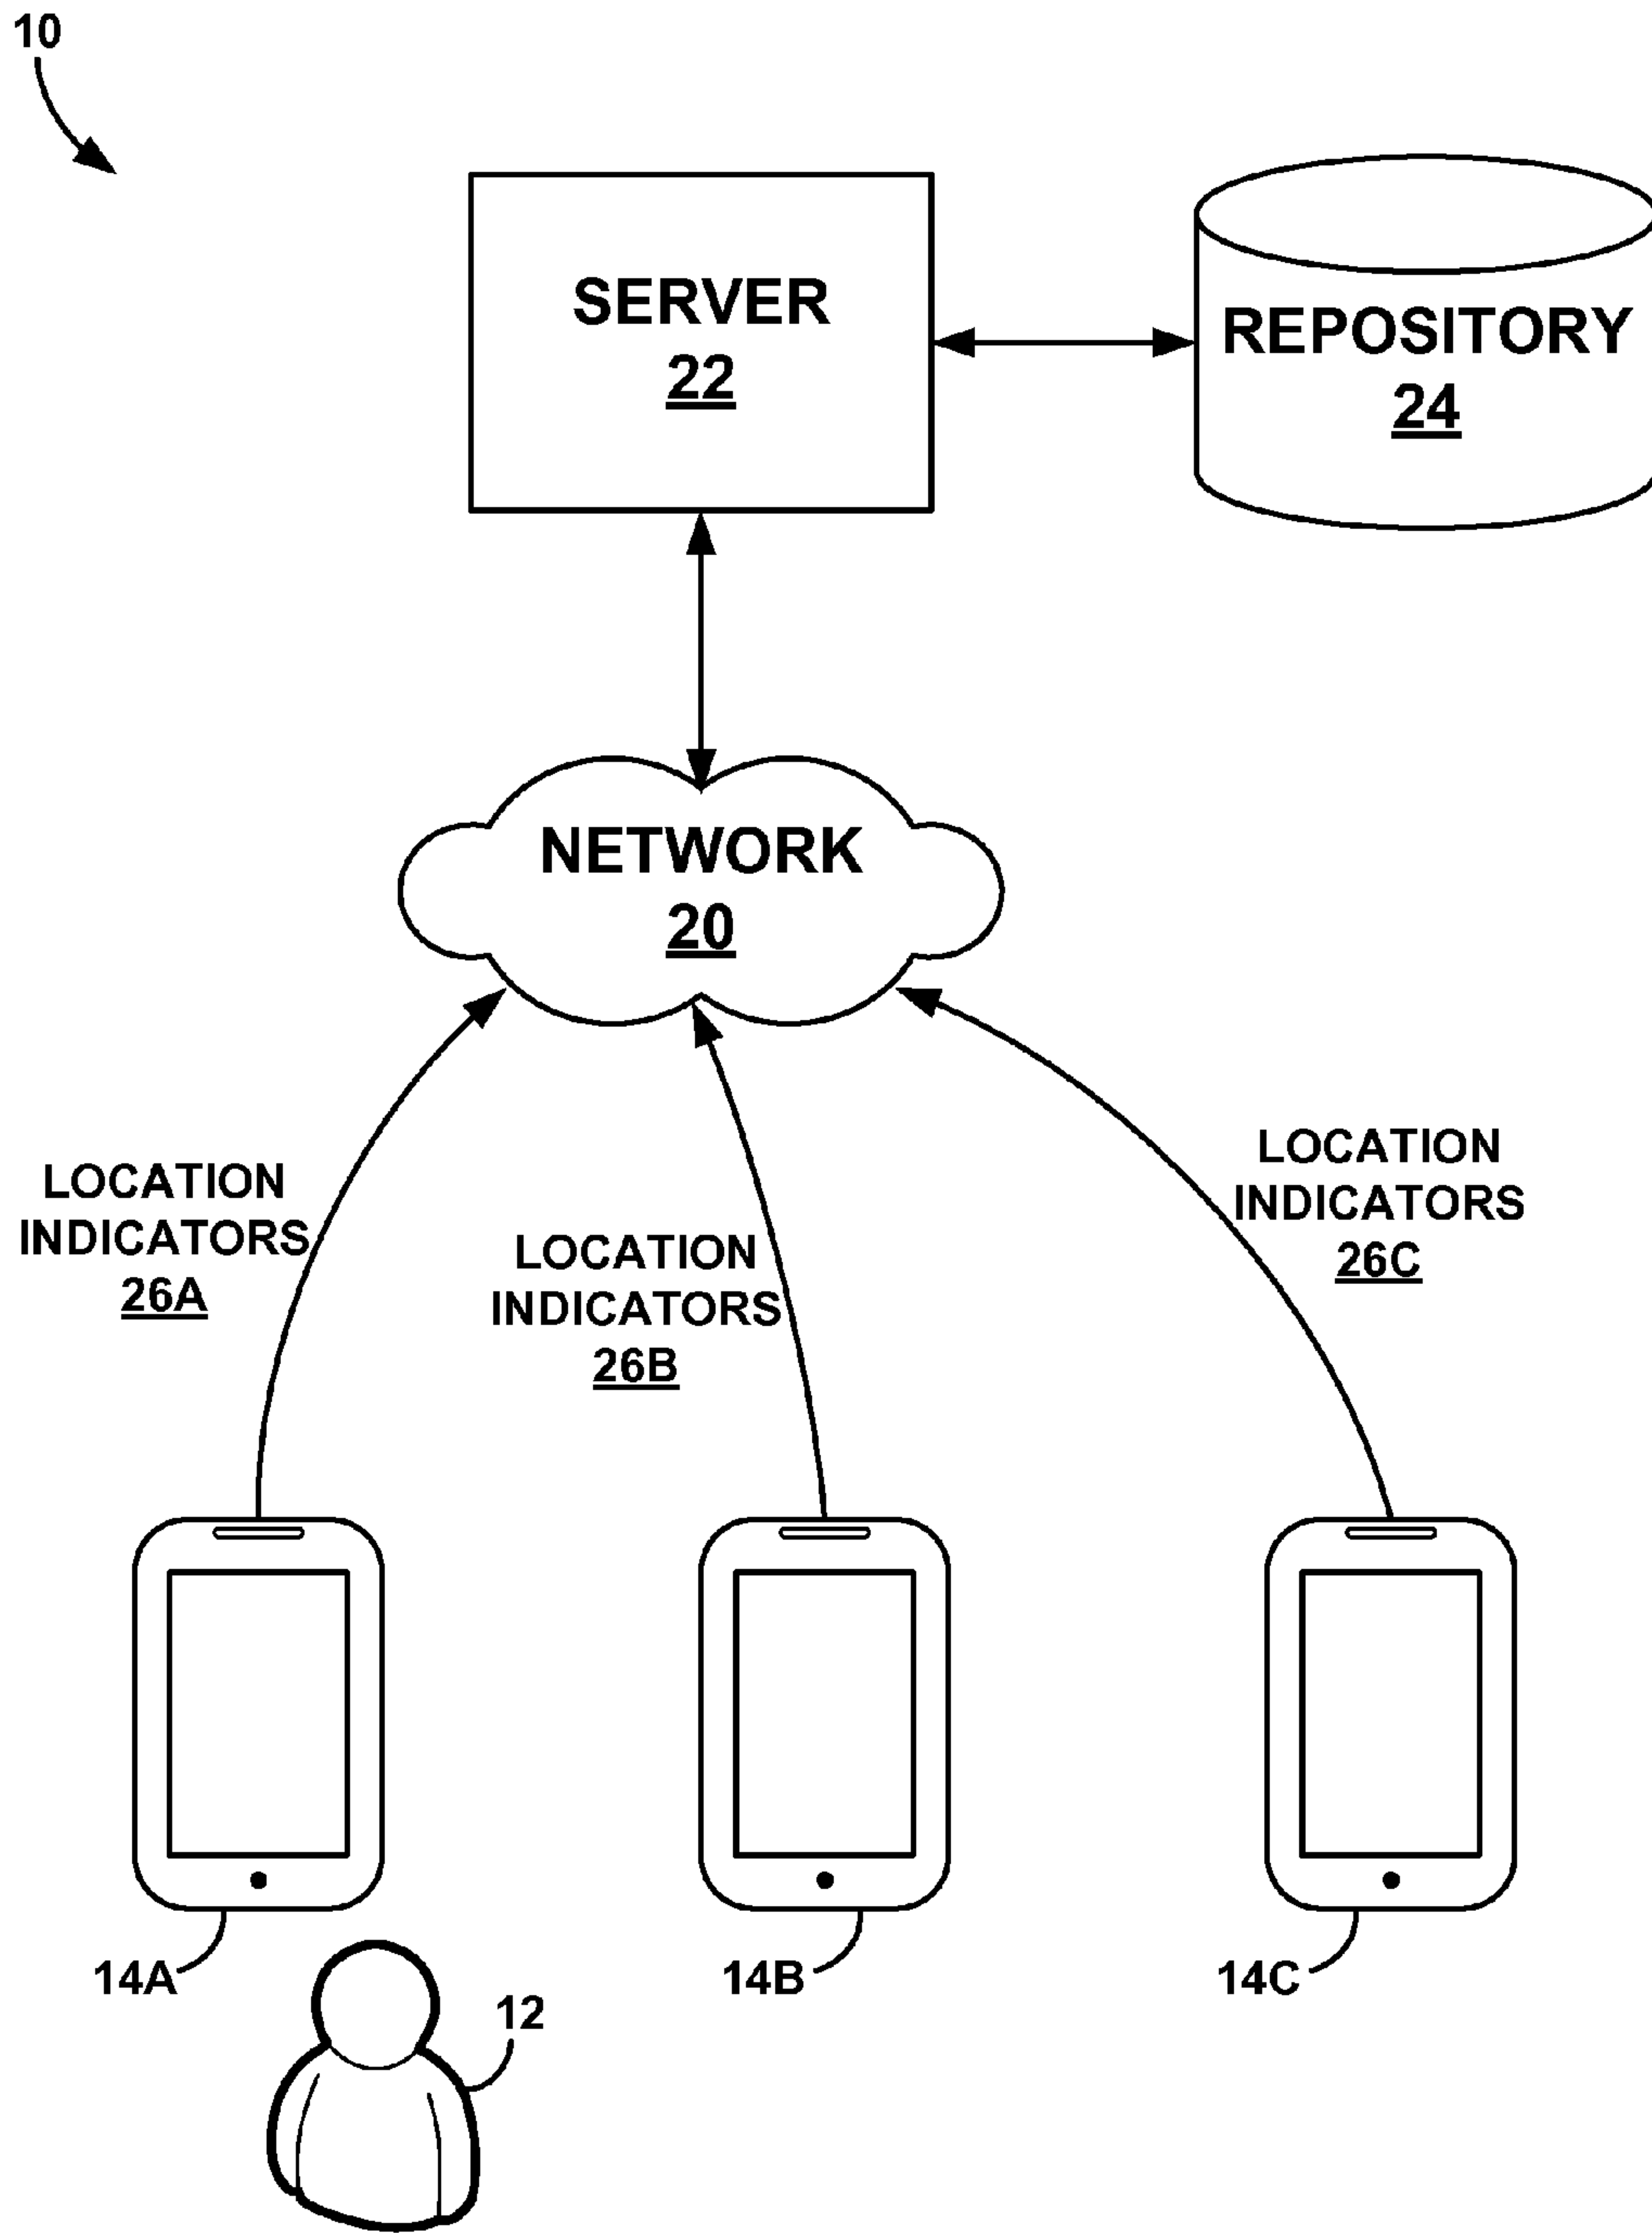 10
SERVER
22
REPOSITORY
24
NETWORK
20
LOCATION
INDICATORS
26A
LOCATION
INDICATORS
26B
LOCATION
INDICATORS
26C
14A
14B
14C
12